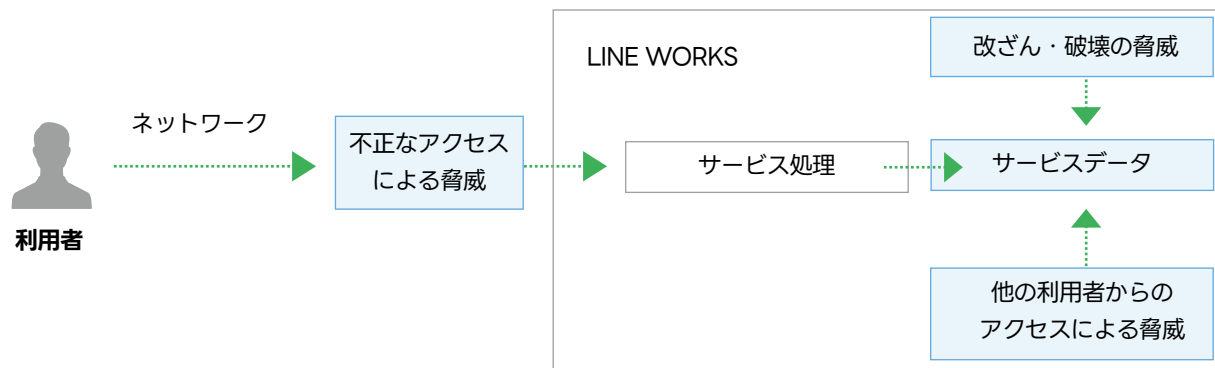 LINE WORKS
改ざん・破壊の脅威
ネットワーク
不正なアクセス
による脅威
サービス処理
サービスデータ
利用者
他の利用者からの
アクセスによる脅威